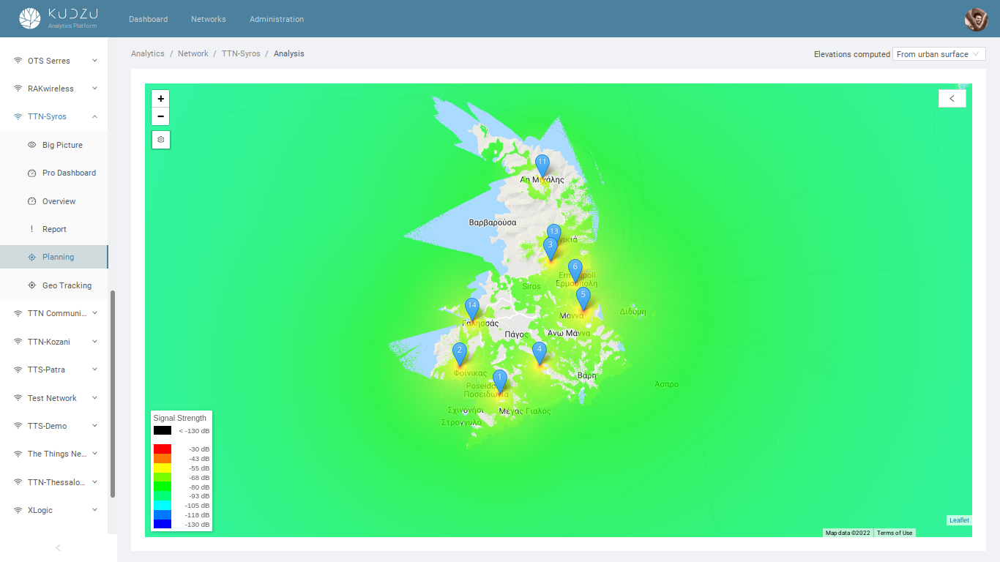 KUDZU
Analytics Platform
Dashboard
Networks
Administration
OTS Serres
RAKwireless
TTN-Syros
Big Picture
Pro Dashboard
Overview
Report
Planning
Geo Tracking
TTN Communi...
TTN-Kozani
TTS-Patra
Test Network
TTS-Demo
The Things Ne...
TTN-Thessalo...
XLogic
Analytics / Network / TTN-Syros / Analysis
Elevations computed From urban surface
+
−
11
Αη Μιχάλης
Βαρβαρούσα
13
3
6
Ermoupoli
Ερμούπολη
Siros
5
14
Μάννα
Δίδυμη
Γαλησσάς
Πάγος
Άνω Μάννα
2
4
Φοίνικας
1
Βάρη
Poseidonia
Ποσειδωνία
Άσπρο
Σχινονήσι
Μέγας Γιαλός
Στρογγυλό
Signal Strength
< -130 dB
-30 dB
-43 dB
-55 dB
-68 dB
-80 dB
-93 dB
-105 dB
-118 dB
-130 dB
Leaflet
Map data ©2022
Terms of Use